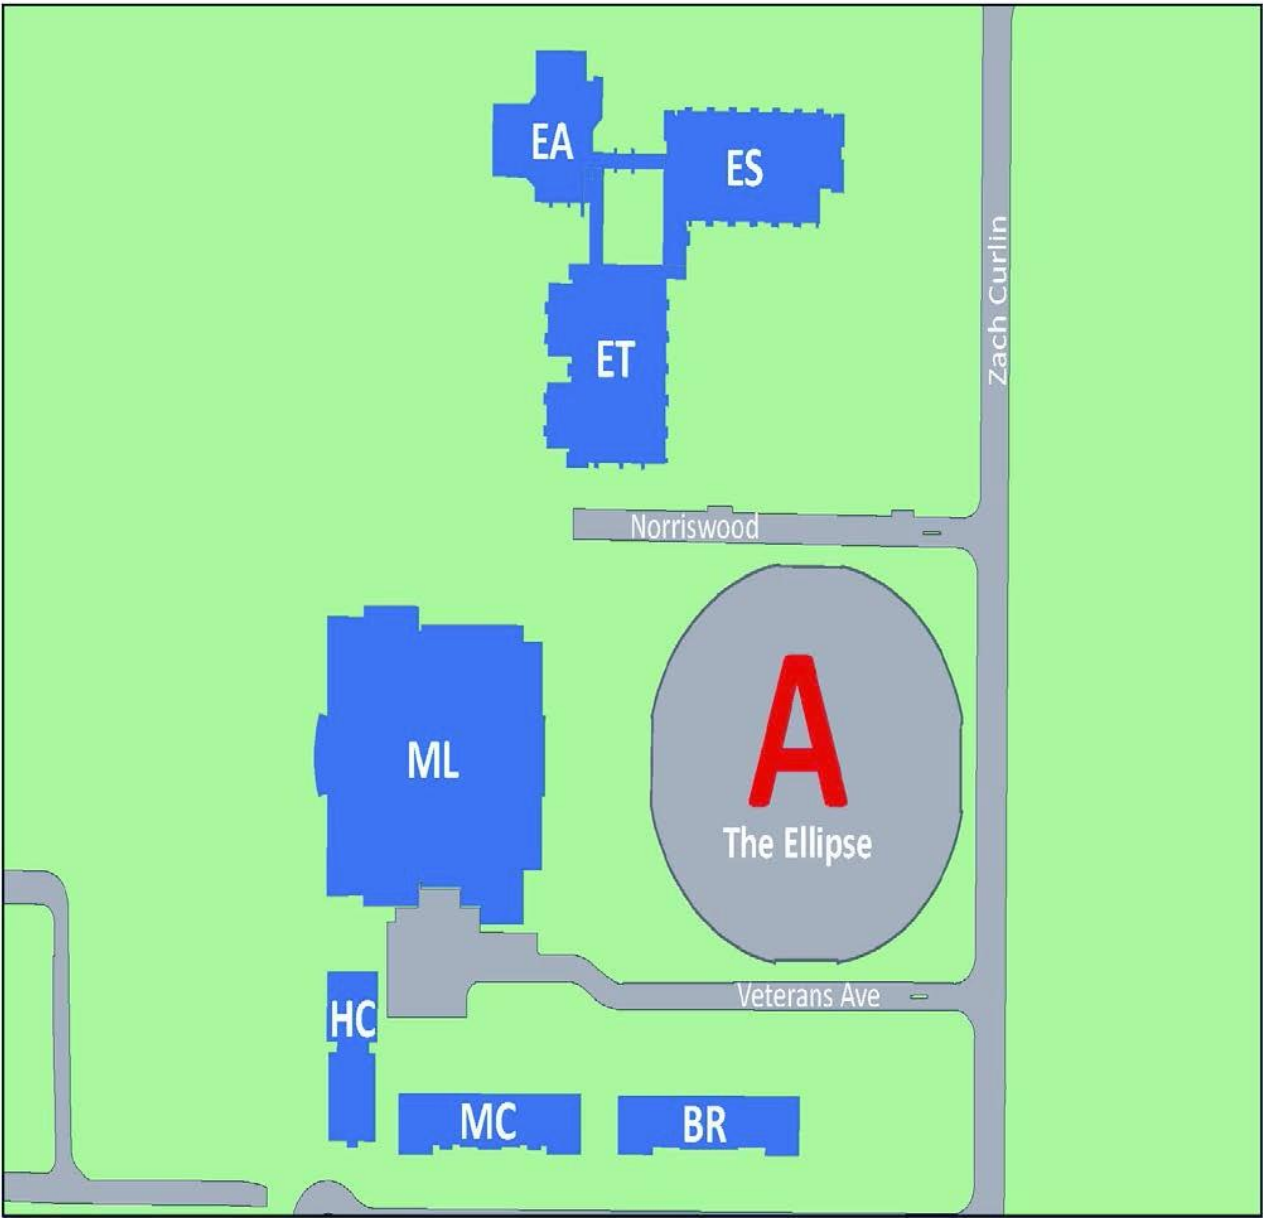 EA
ES
Zach Curlin
ET
Norriswood
A
ML
The Ellipse
Veterans Ave
HC
MC
BR